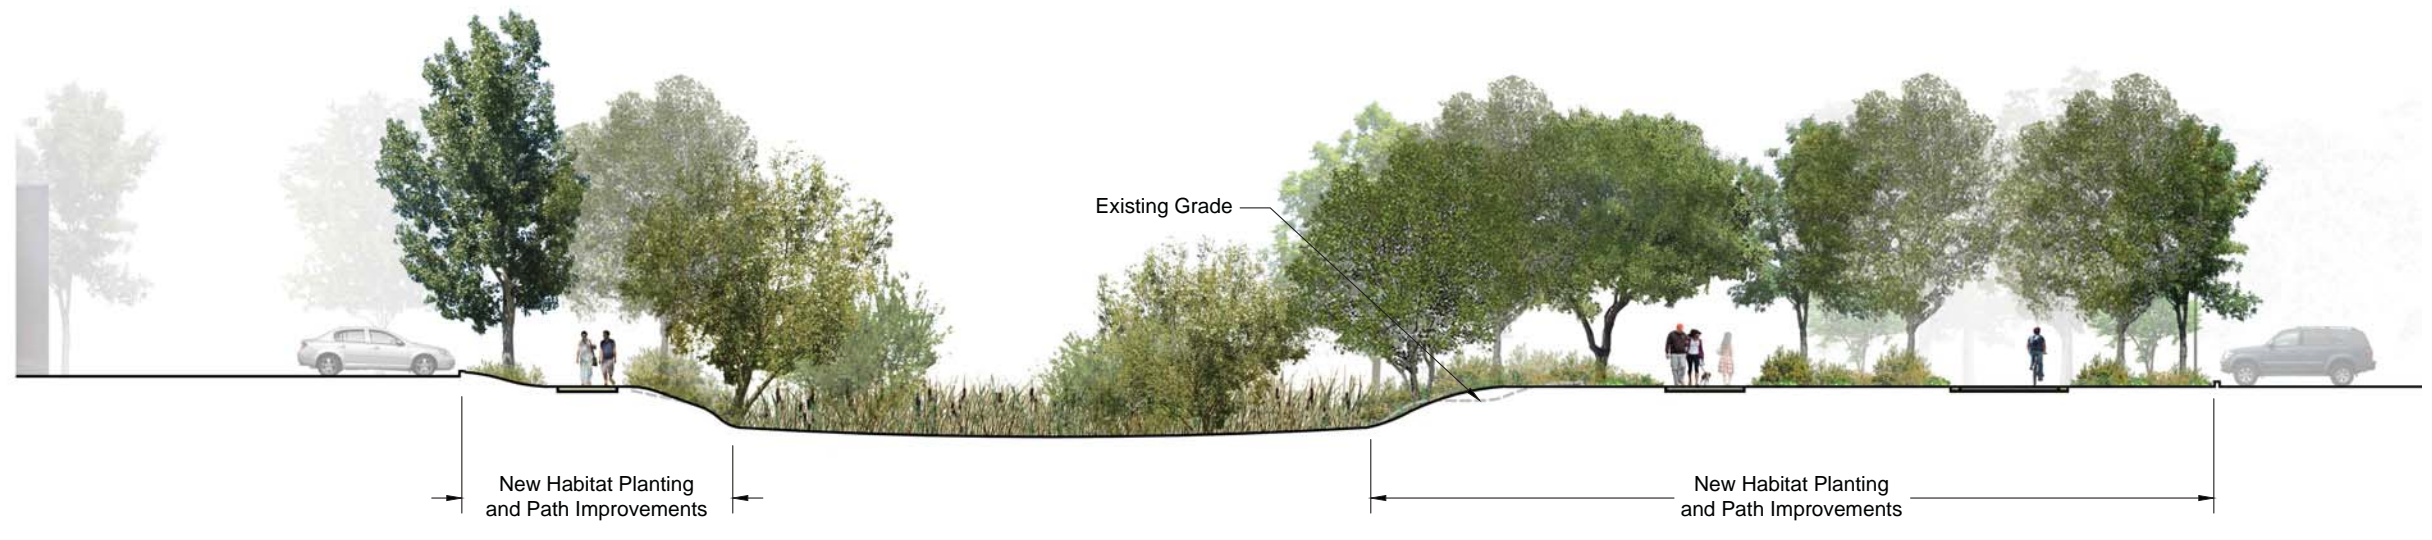 Existing Grade
New Habitat Planting
and Path Improvements
New Habitat Planting
and Path Improvements